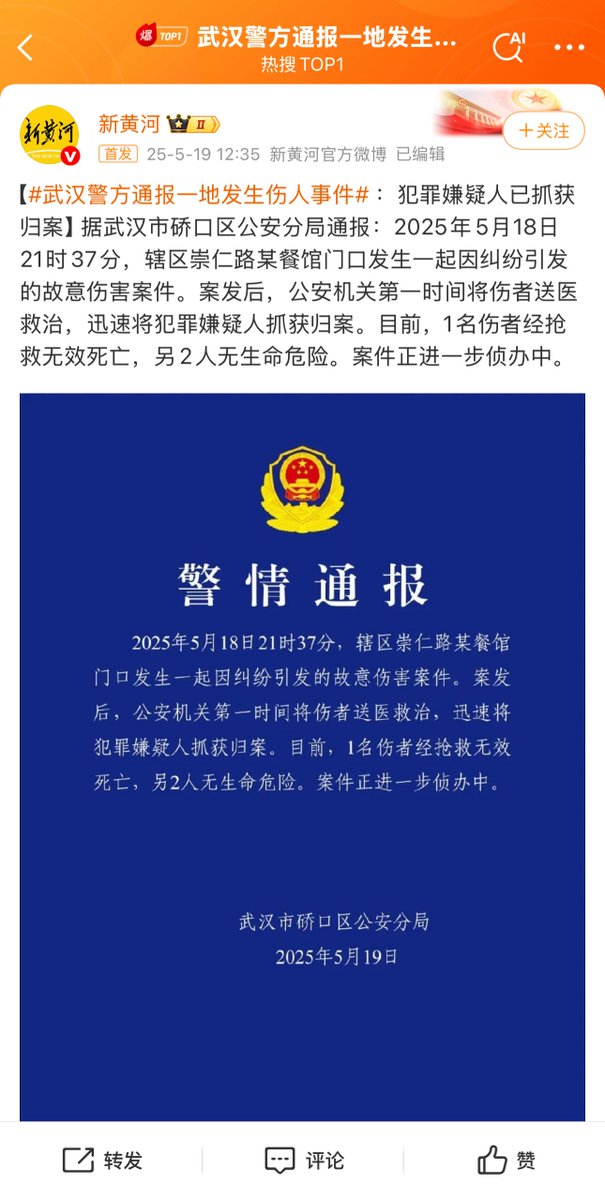 爆 TOP1 武汉警方通报一地发生...
热搜 TOP1
AI
新黄河
新黄河 II
+关注
首发 25-5-19 12:35 新黄河官方微博 已编辑
【#武汉警方通报一地发生伤人事件#：犯罪嫌疑人已抓获
归案】据武汉市硚口区公安分局通报：2025年5月18日
21时37分，辖区崇仁路某餐馆门口发生一起因纠纷引发
的故意伤害案件。案发后，公安机关第一时间将伤者送医
救治，迅速将犯罪嫌疑人抓获归案。目前，1名伤者经抢
救无效死亡，另2人无生命危险。案件正进一步侦办中。
警情通报
2025年5月18日21时37分，辖区崇仁路某餐馆
门口发生一起因纠纷引发的故意伤害案件。案发
后，公安机关第一时间将伤者送医救治，迅速将
犯罪嫌疑人抓获归案。目前，1名伤者经抢救无效
死亡，另2人无生命危险。案件正进一步侦办中。
武汉市硚口区公安分局
2025年5月19日
转发
评论
赞